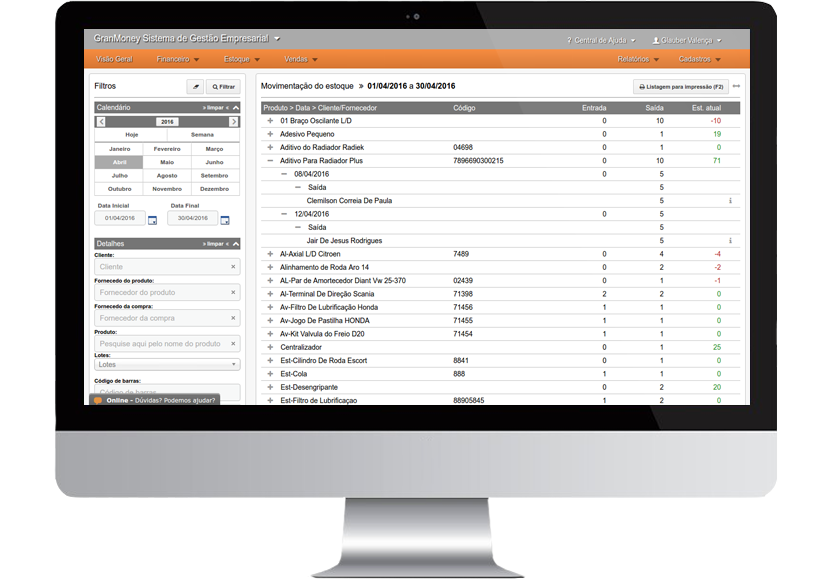 GranMoney Sistema de Gestão Empresarial
? Central de Ajuda Glauber Valença
Visão Geral Financeiro Estoque Vendas Relatórios Cadastros
Filtros Filtrar
Calendário » limpar «
2016
Hoje Semana
Janeiro Fevereiro Março
Abril Maio Junho
Julho Agosto Setembro
Outubro Novembro Dezembro
Data Inicial Data Final
01/04/2016 30/04/2016
Detalhes » limpar «
Cliente:
Cliente ×
Fornecedo do produto:
Fornecedor do produto ×
Fornecedo da compra:
Fornecedor da compra ×
Produto:
Pesquise aqui pelo nome do produto ×
Lotes:
Lotes
Código de barras:
Código de barras
Online - Dúvidas? Podemos ajudar?
Movimentação do estoque » 01/04/2016 a 30/04/2016 Listagem para Impressão (F2)
Produto > Data > Cliente/Fornecedor Código Entrada Saída Est. atual
01 Braço Oscilante L/D 0 10 -10
Adesivo Pequeno 0 1 19
Aditivo do Radiador Radiek 04698 0 1 0
Aditivo Para Radiador Plus 7896690300215 0 10 71
08/04/2016 0 5
Saída 5
Clemilson Correia De Paula 5
12/04/2016 0 5
Saída 5
Jair De Jesus Rodrigues 5
Al-Axial L/D Citroen 7489 0 4 -4
Alinhamento de Roda Aro 14 0 2 -2
AL-Par de Amortecedor Diant Vw 25-370 02439 0 1 -1
Al-Terminal De Direção Scania 71398 2 2 0
Av-Filtro De Lubrificação Honda 71456 1 1 0
Av-Jogo De Pastilha HONDA 71455 1 1 0
Av-Kit Valvula do Freio D20 71454 1 1 0
Centralizador 0 1 25
Est-Cilindro De Roda Escort 8841 0 1 0
Est-Cola 888 1 1 0
Est-Desengripante 0 2 20
Est-Filtro de Lubrificaçao 88905845 1 2 0